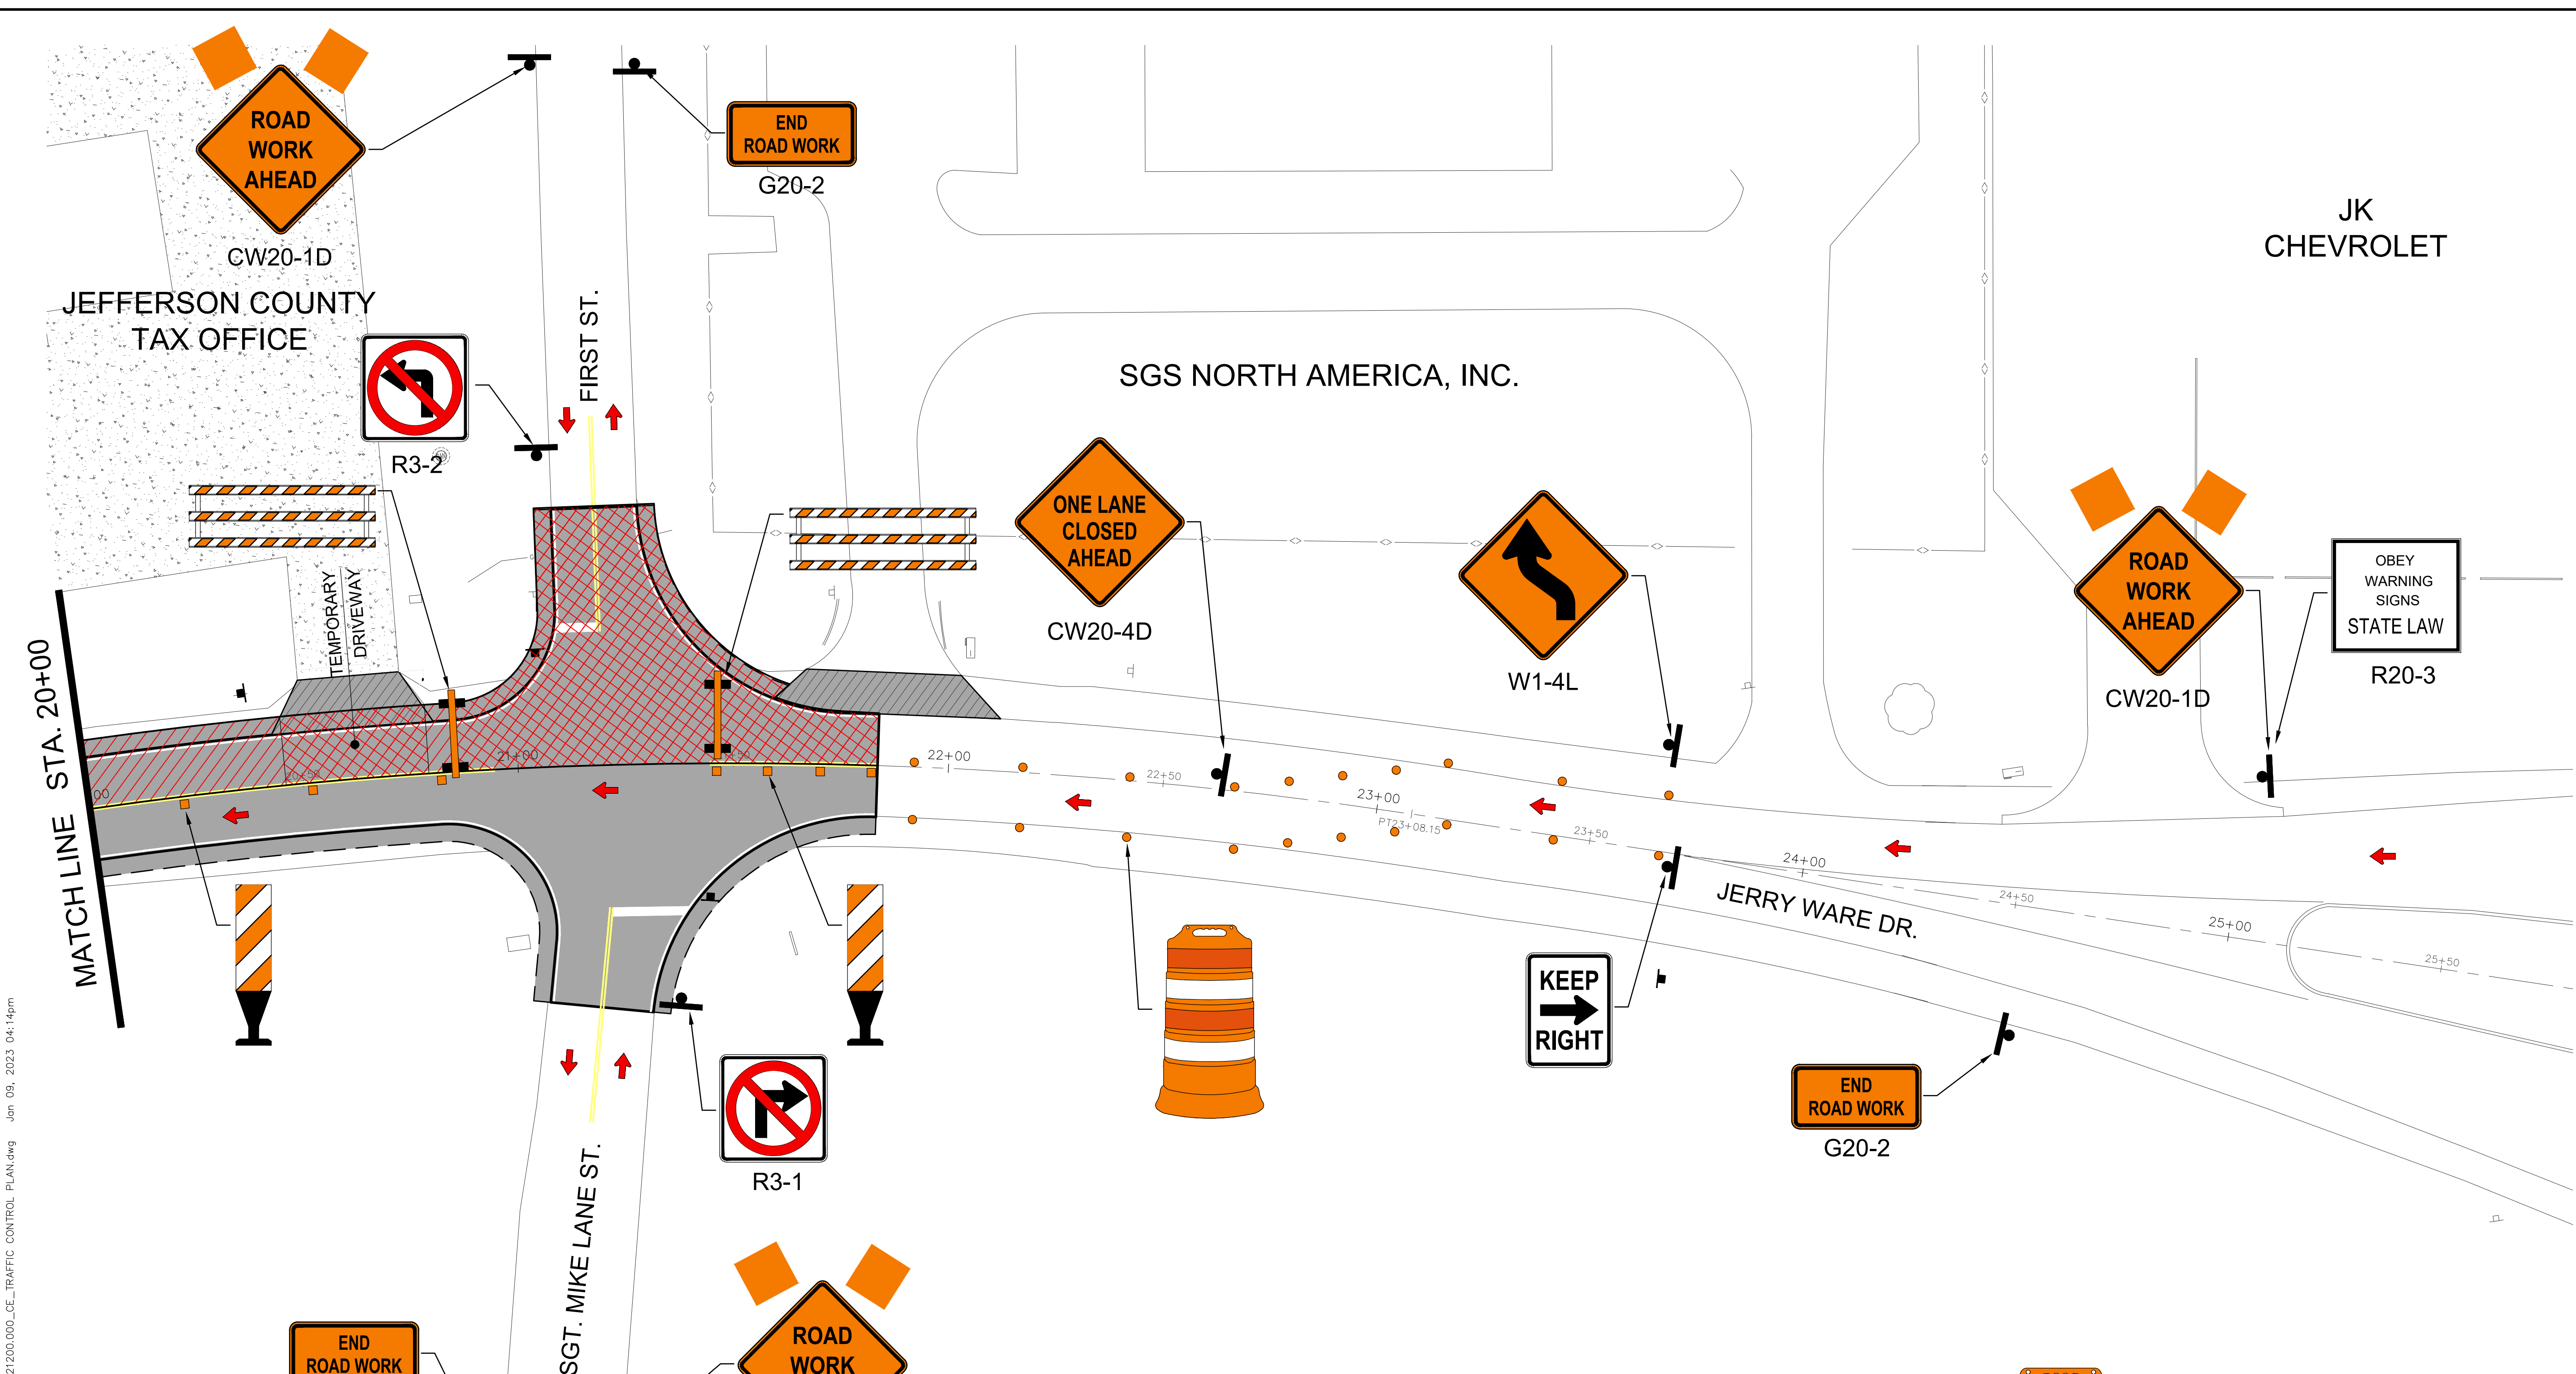 ROAD
WORK
AHEAD
CW20-1D
END
ROAD WORK
G20-2
JEFFERSON COUNTY
TAX OFFICE
R3-2
FIRST ST.
SGS NORTH AMERICA, INC.
JK
CHEVROLET
ONE LANE
CLOSED
AHEAD
CW20-4D
W1-4L
ROAD
WORK
AHEAD
CW20-1D
OBEY
WARNING
SIGNS
STATE LAW
R20-3
TEMPORARY
DRIVEWAY
MATCH LINE STA. 20+00
00
20+50
21+00
22+00
22+50
23+00
PT23+08.15
23+50
24+00
24+50
25+00
25+50
JERRY WARE DR.
KEEP
RIGHT
END
ROAD WORK
G20-2
R3-1
SGT. MIKE LANE ST.
END
ROAD WORK
ROAD
WORK
21200.000_CE_TRAFFIC CONTROL PLAN.dwg Jan 09, 2023 04:14pm